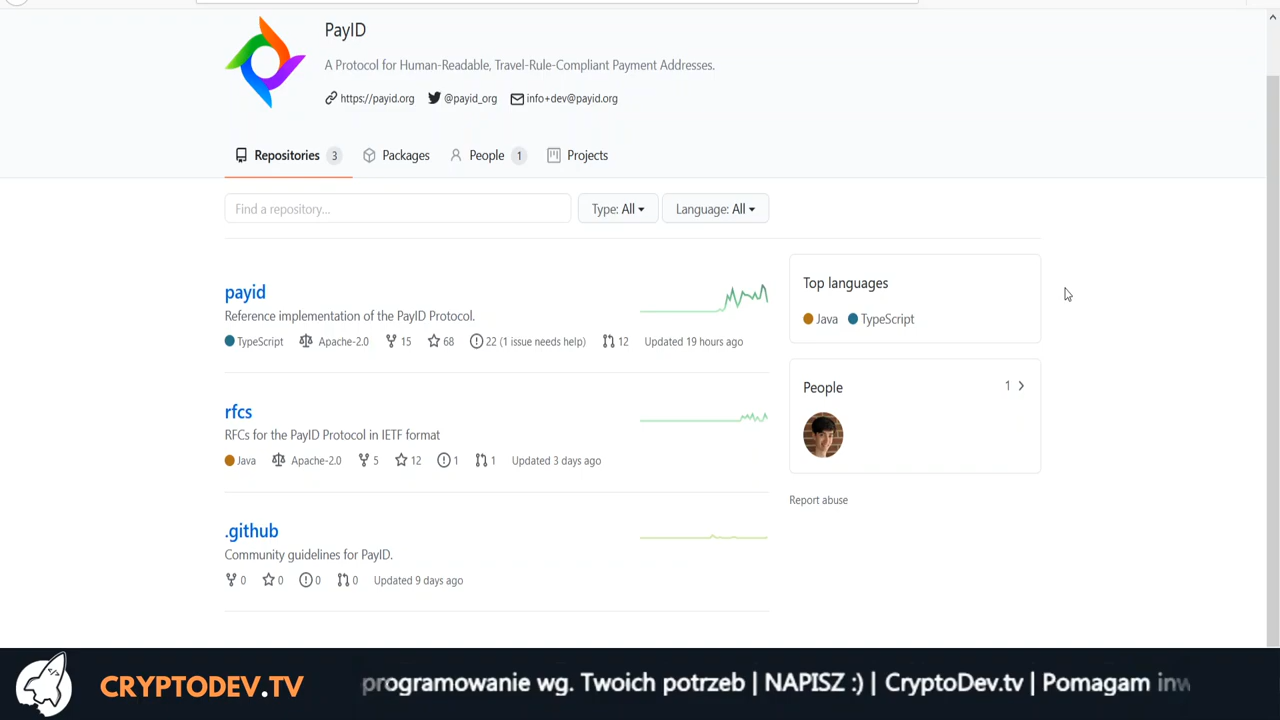 PayID
A Protocol for Human-Readable, Travel-Rule-Compliant Payment Addresses.
https://payid.org @payid_org info+dev@payid.org
Repositories 3 Packages People 1 Projects
Find a repository... Type: All Language: All
payid
Reference implementation of the PayID Protocol.
TypeScript Apache-2.0 15 68 22 (1 issue needs help) 12 Updated 19 hours ago
rfcs
RFCs for the PayID Protocol in IETF format
Java Apache-2.0 5 12 1 1 Updated 3 days ago
.github
Community guidelines for PayID.
0 0 0 0 Updated 9 days ago
Top languages
Java TypeScript
People 1
Report abuse
CRYPTODEV.TV programowanie wg. Twoich potrzeb | NAPISZ :) | CryptoDev.tv | Pomagam